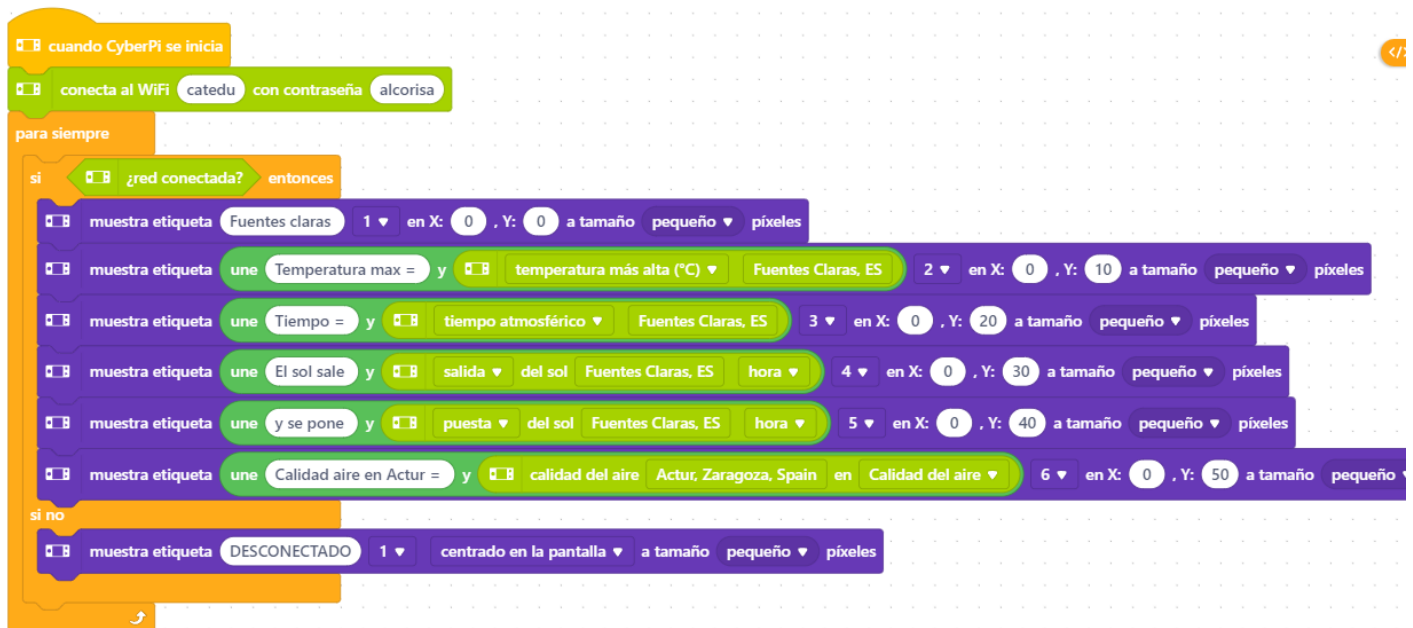 cuando CyberPi se inicia
conecta al WiFi catedu con contraseña alcorisa
para siempre
si ¿red conectada? entonces
muestra etiqueta Fuentes claras 1 en X: 0 , Y: 0 a tamaño pequeño píxeles
muestra etiqueta une Temperatura max = y temperatura más alta (°C) Fuentes Claras, ES 2 en X: 0 , Y: 10 a tamaño pequeño píxeles
muestra etiqueta une Tiempo = y tiempo atmosférico Fuentes Claras, ES 3 en X: 0 , Y: 20 a tamaño pequeño píxeles
muestra etiqueta une El sol sale y salida del sol Fuentes Claras, ES hora 4 en X: 0 , Y: 30 a tamaño pequeño píxeles
muestra etiqueta une y se pone y puesta del sol Fuentes Claras, ES hora 5 en X: 0 , Y: 40 a tamaño pequeño píxeles
muestra etiqueta une Calidad aire en Actur = y calidad del aire Actur, Zaragoza, Spain en Calidad del aire 6 en X: 0 , Y: 50 a tamaño pequeño
si no
muestra etiqueta DESCONECTADO 1 centrado en la pantalla a tamaño pequeño píxeles